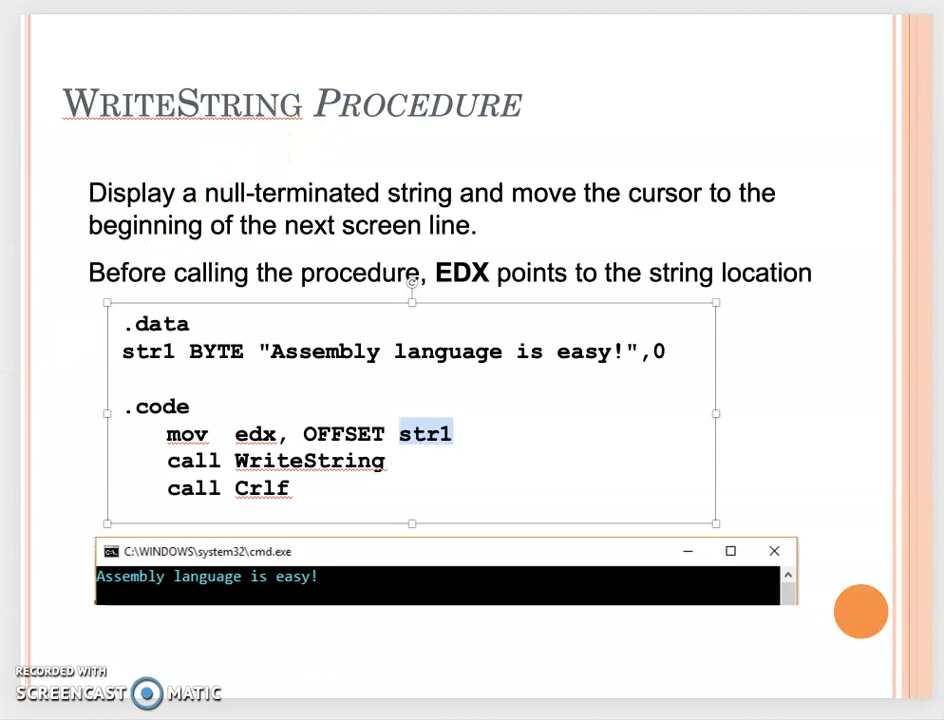 WRITESTRING PROCEDURE
Display a null-terminated string and move the cursor to the
beginning of the next screen line.
Before calling the procedure, EDX points to the string location
.data
str1 BYTE "Assembly language is easy!",0
.code
mov edx, OFFSET str1
call WriteString
call Crlf
C:\WINDOWS\system32\cmd.exe
Assembly language is easy!
RECORDED WITH
SCREENCAST MATIC